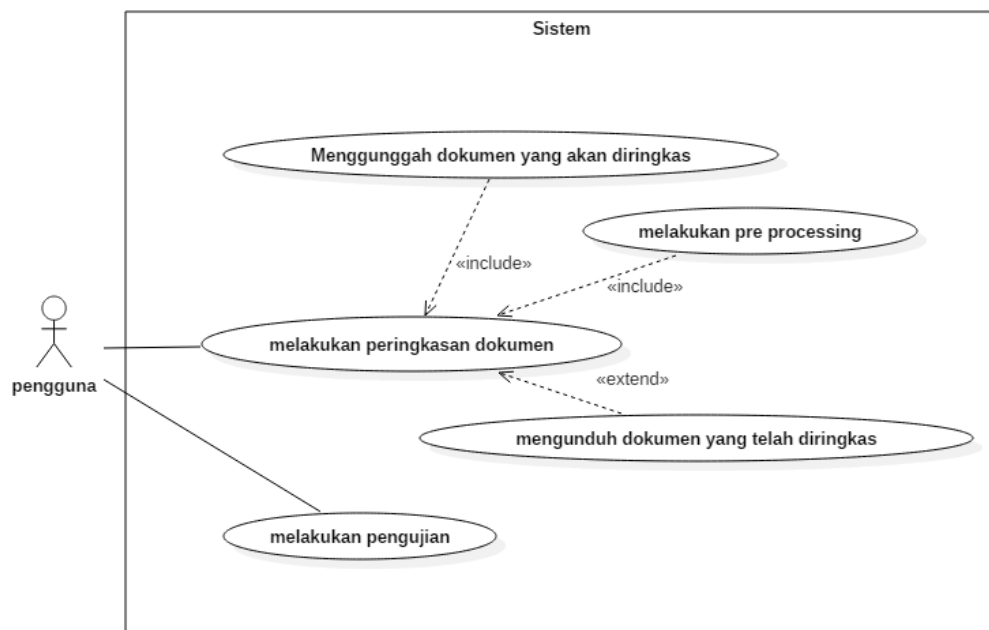 Sistem
Menggunggah dokumen yang akan diringkas
melakukan pre processing
«include»
«include»
melakukan peringkasan dokumen
pengguna
«extend»
mengunduh dokumen yang telah diringkas
melakukan pengujian